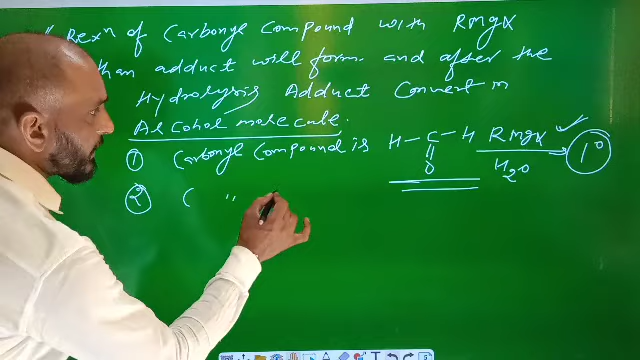 Rexn of Carbonyl Compound with RMgX
than adduct will form and after the
Hydrolysis Adduct Convert in
Alcohol molecule
① Carbonyl Compound is H – C – H RMgX ✓ 1°
|| O H2O
② ( "